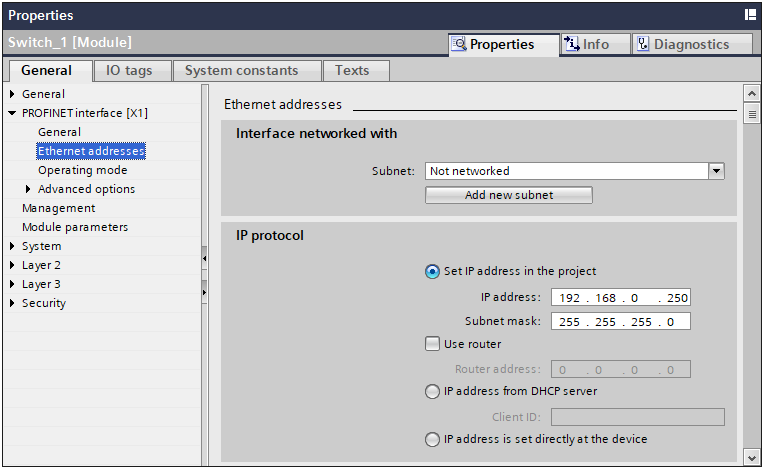 Properties
Switch_1 [Module]
Properties Info Diagnostics
General IO tags System constants Texts
General
PROFINET interface [X1]
General
Ethernet addresses
Operating mode
Advanced options
Management
Module parameters
System
Layer 2
Layer 3
Security
Ethernet addresses
Interface networked with
Subnet: Not networked
Add new subnet
IP protocol
Set IP address in the project
IP address: 192 . 168 . 0 . 250
Subnet mask: 255 . 255 . 255 . 0
Use router
Router address: 0 . 0 . 0 . 0
IP address from DHCP server
Client ID:
IP address is set directly at the device